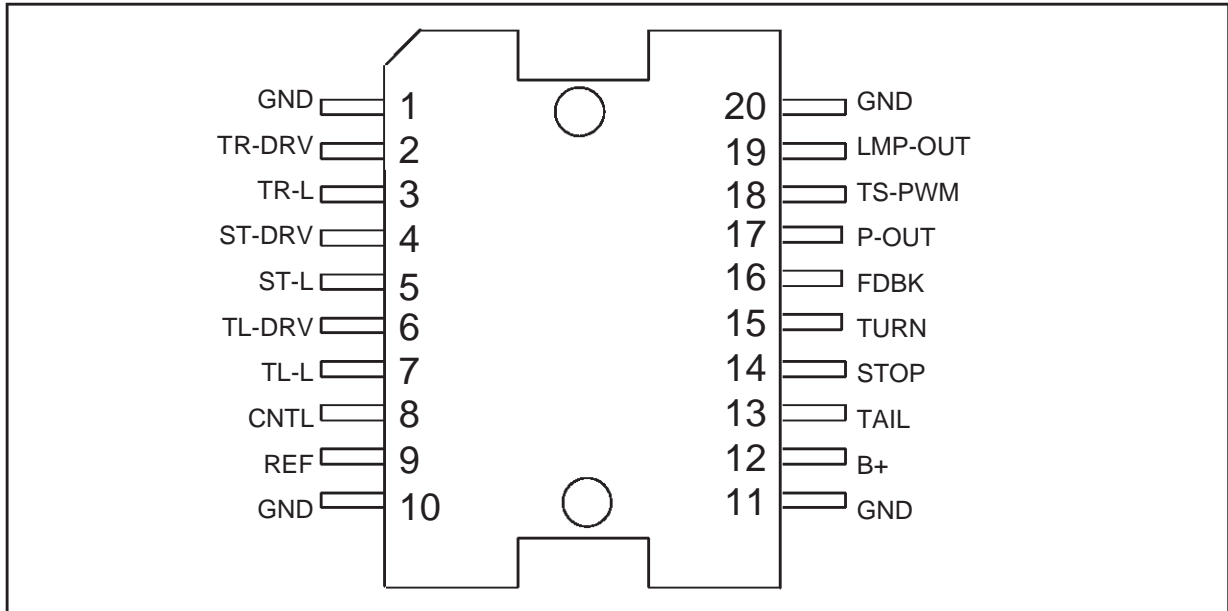 GND 1 20 GND
TR-DRV 2 19 LMP-OUT
TR-L 3 18 TS-PWM
ST-DRV 4 17 P-OUT
ST-L 5 16 FDBK
TL-DRV 6 15 TURN
TL-L 7 14 STOP
CNTL 8 13 TAIL
REF 9 12 B+
GND 10 11 GND